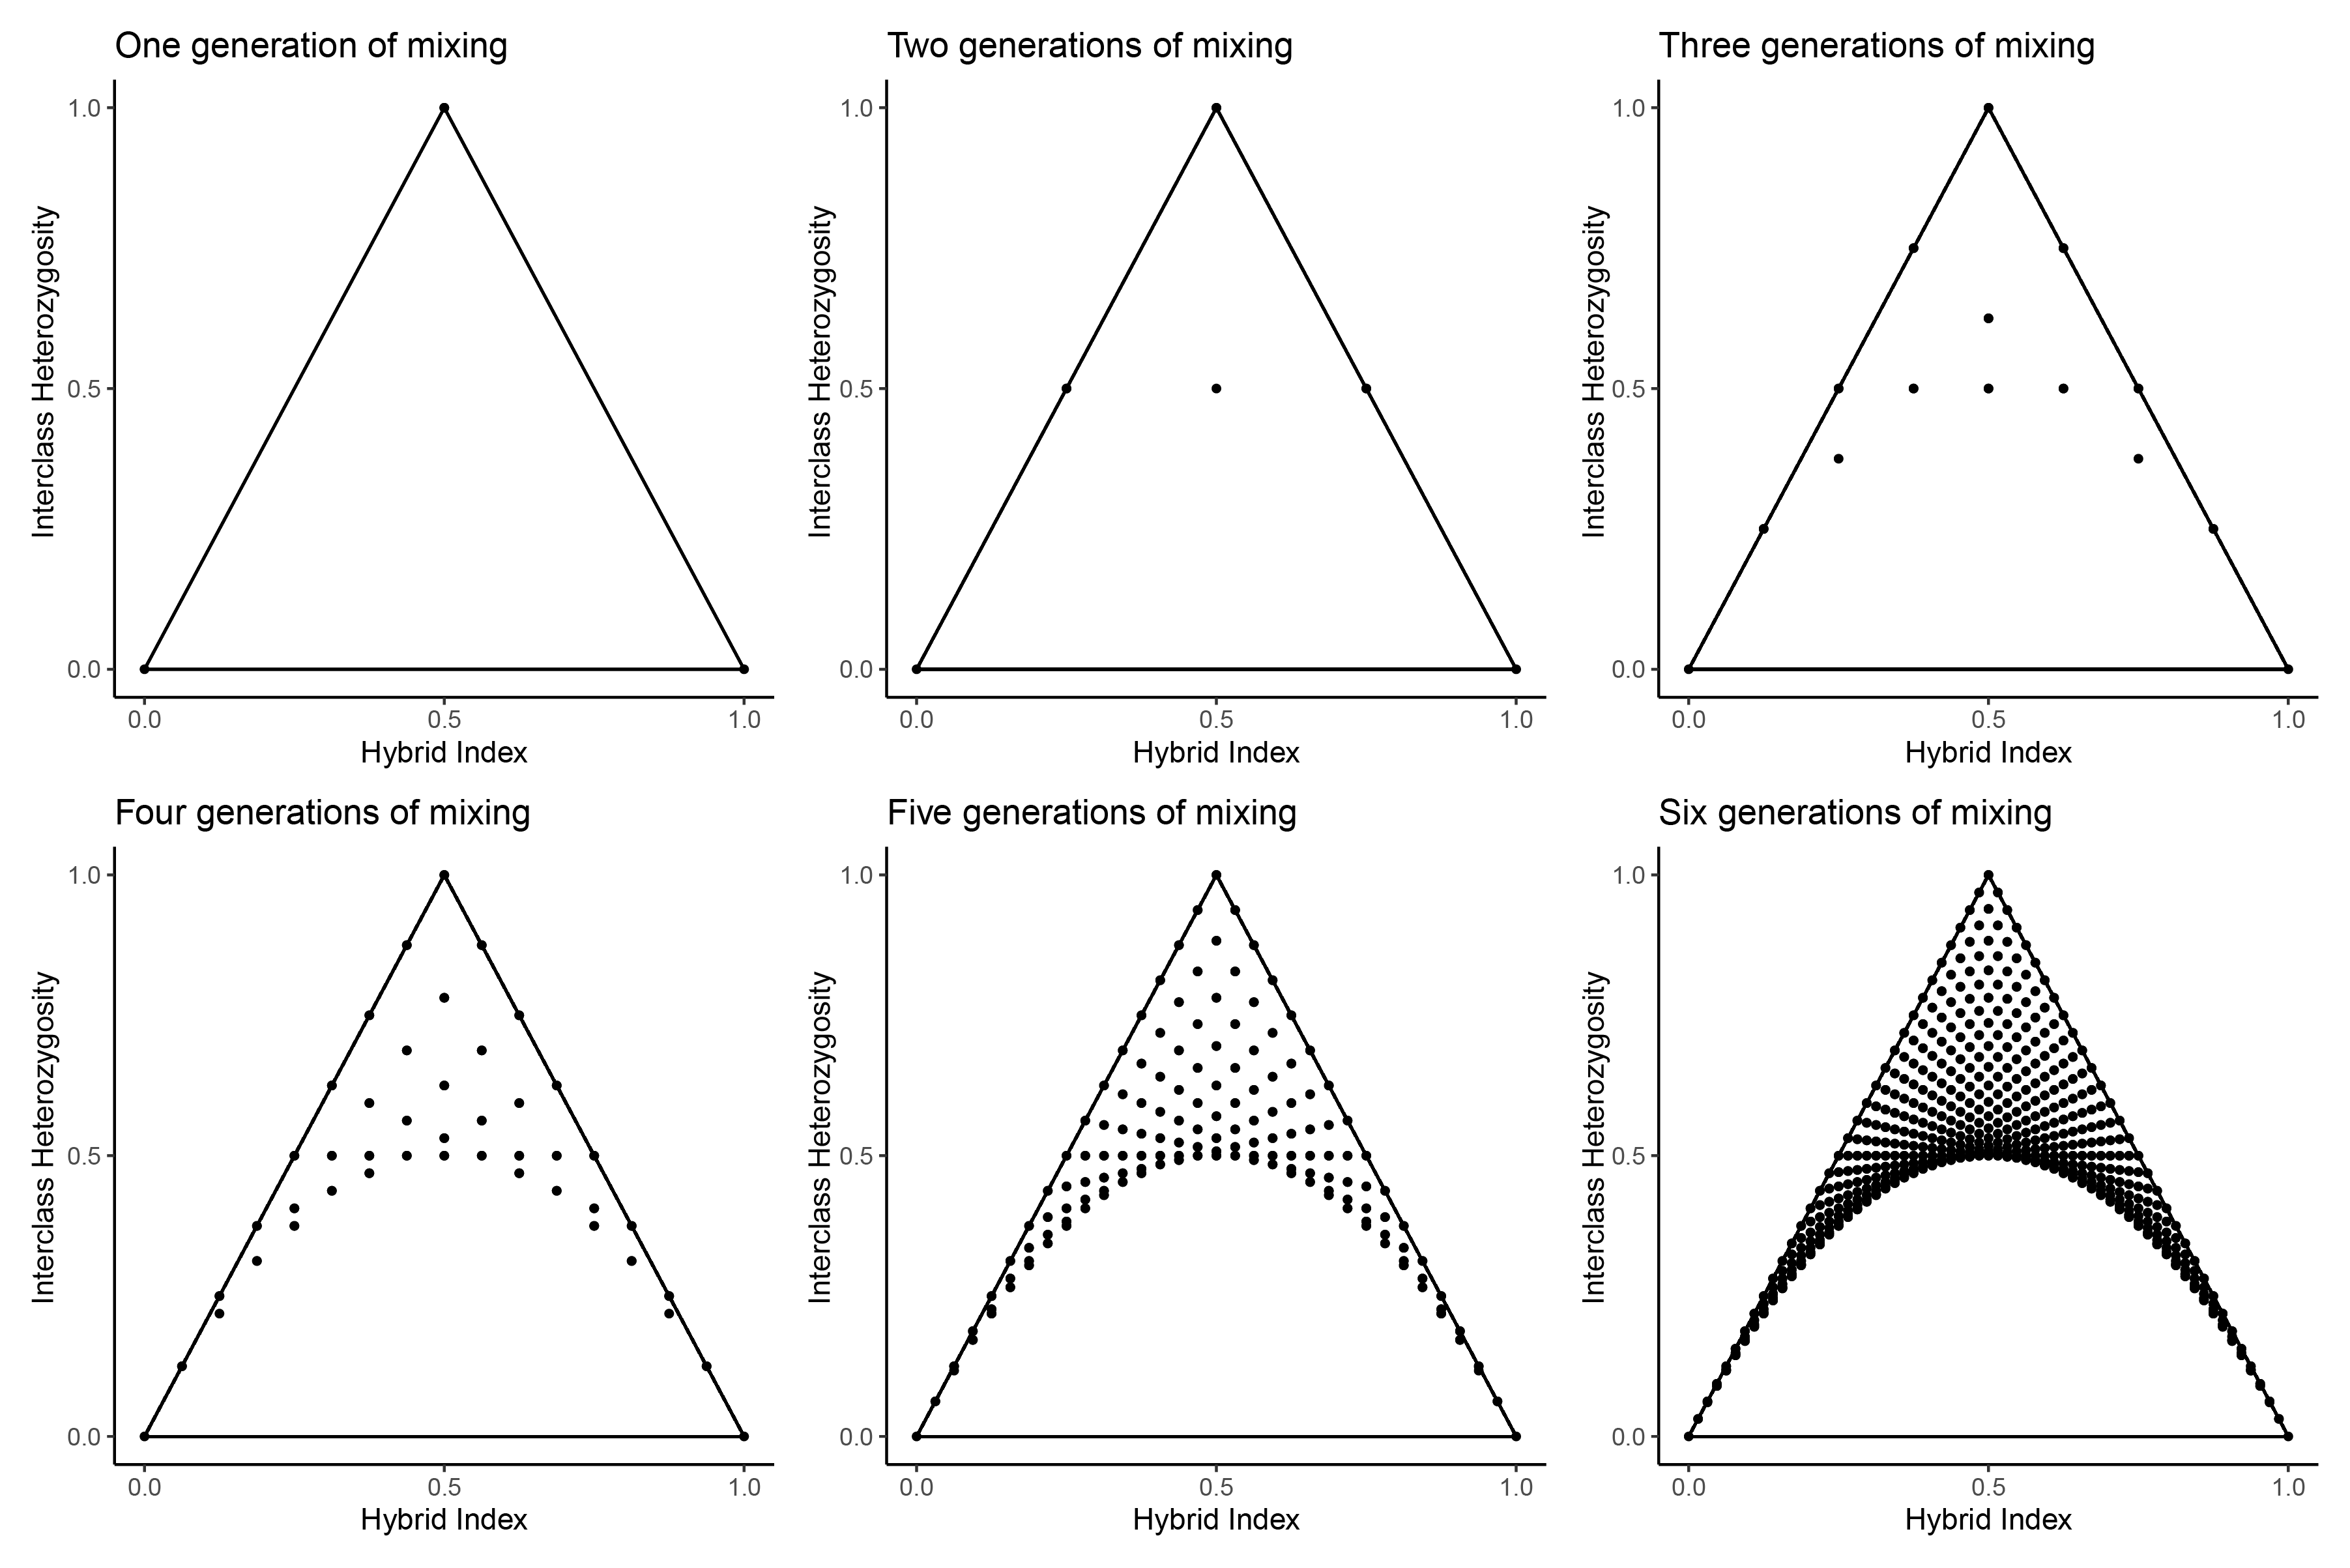 One generation of mixing
Interclass Heterozygosity
1.0
0.5
0.0
0.0 0.5 1.0
Hybrid Index
Two generations of mixing
Interclass Heterozygosity
1.0
0.5
0.0
0.0 0.5 1.0
Hybrid Index
Three generations of mixing
Interclass Heterozygosity
1.0
0.5
0.0
0.0 0.5 1.0
Hybrid Index
Four generations of mixing
Interclass Heterozygosity
1.0
0.5
0.0
0.0 0.5 1.0
Hybrid Index
Five generations of mixing
Interclass Heterozygosity
1.0
0.5
0.0
0.0 0.5 1.0
Hybrid Index
Six generations of mixing
Interclass Heterozygosity
1.0
0.5
0.0
0.0 0.5 1.0
Hybrid Index